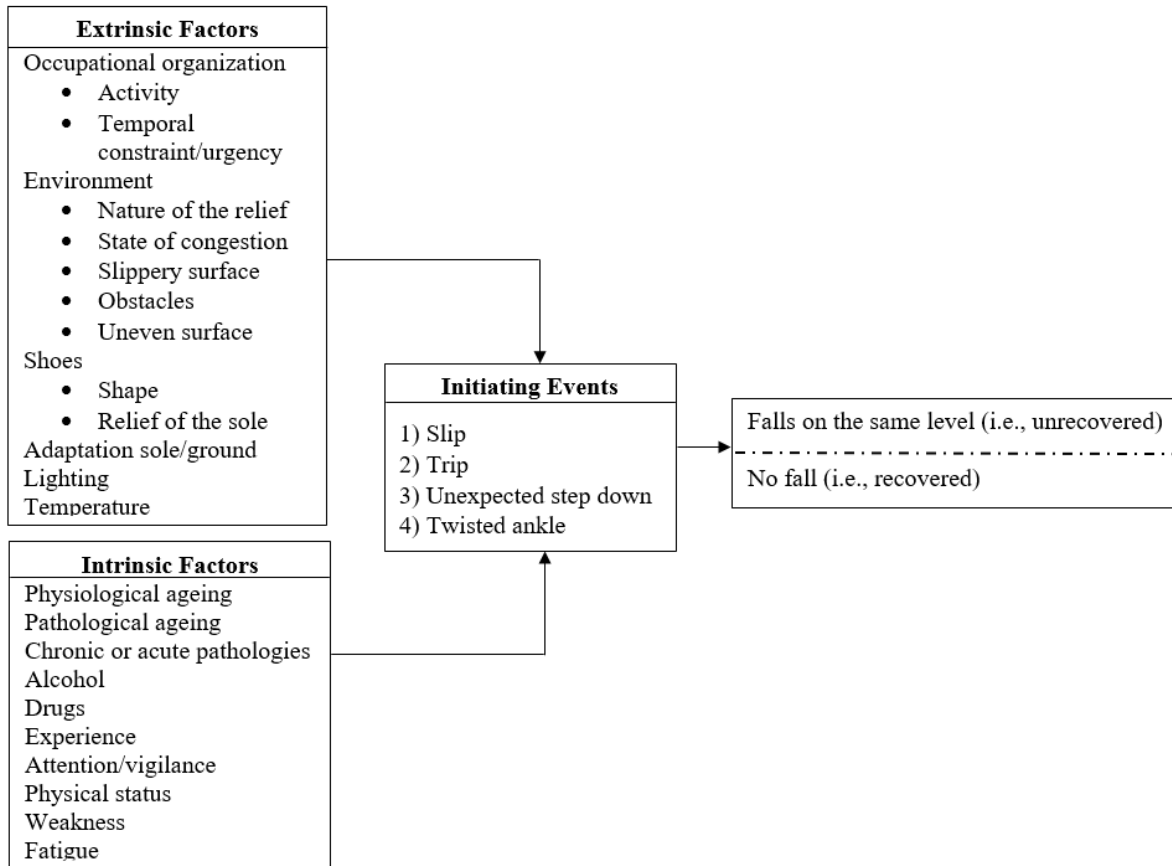 Extrinsic Factors
Occupational organization
• Activity
• Temporal
constraint/urgency
Environment
• Nature of the relief
• State of congestion
• Slippery surface
• Obstacles
• Uneven surface
Shoes
• Shape
• Relief of the sole
Adaptation sole/ground
Lighting
Temperature
Intrinsic Factors
Physiological ageing
Pathological ageing
Chronic or acute pathologies
Alcohol
Drugs
Experience
Attention/vigilance
Physical status
Weakness
Fatigue
Initiating Events
1) Slip
2) Trip
3) Unexpected step down
4) Twisted ankle
Falls on the same level (i.e., unrecovered)
No fall (i.e., recovered)